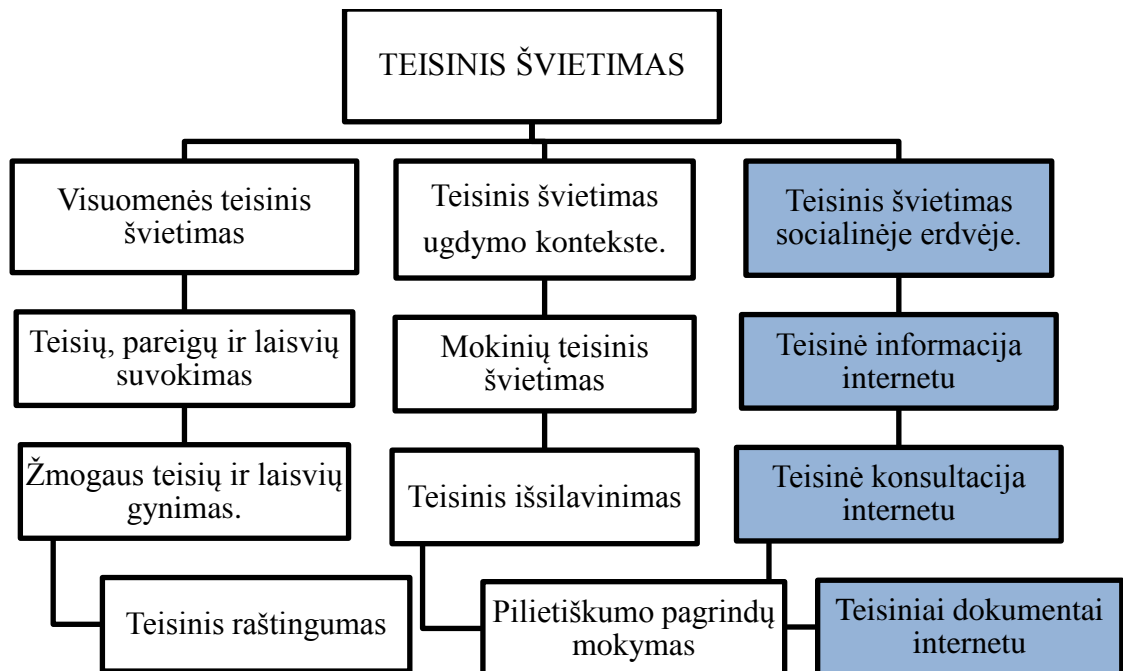 TEISINIS ŠVIETIMAS
Visuomenės teisinis
švietimas
Teisių, pareigų ir laisvių
suvokimas
Žmogaus teisių ir laisvių
gynimas.
Teisinis raštingumas
Teisinis švietimas
ugdymo kontekste.
Mokinių teisinis
švietimas
Teisinis išsilavinimas
Pilietiškumo pagrindų
mokymas
Teisinis švietimas
socialinėje erdvėje.
Teisinė informacija
internetu
Teisinė konsultacija
internetu
Teisiniai dokumentai
internetu